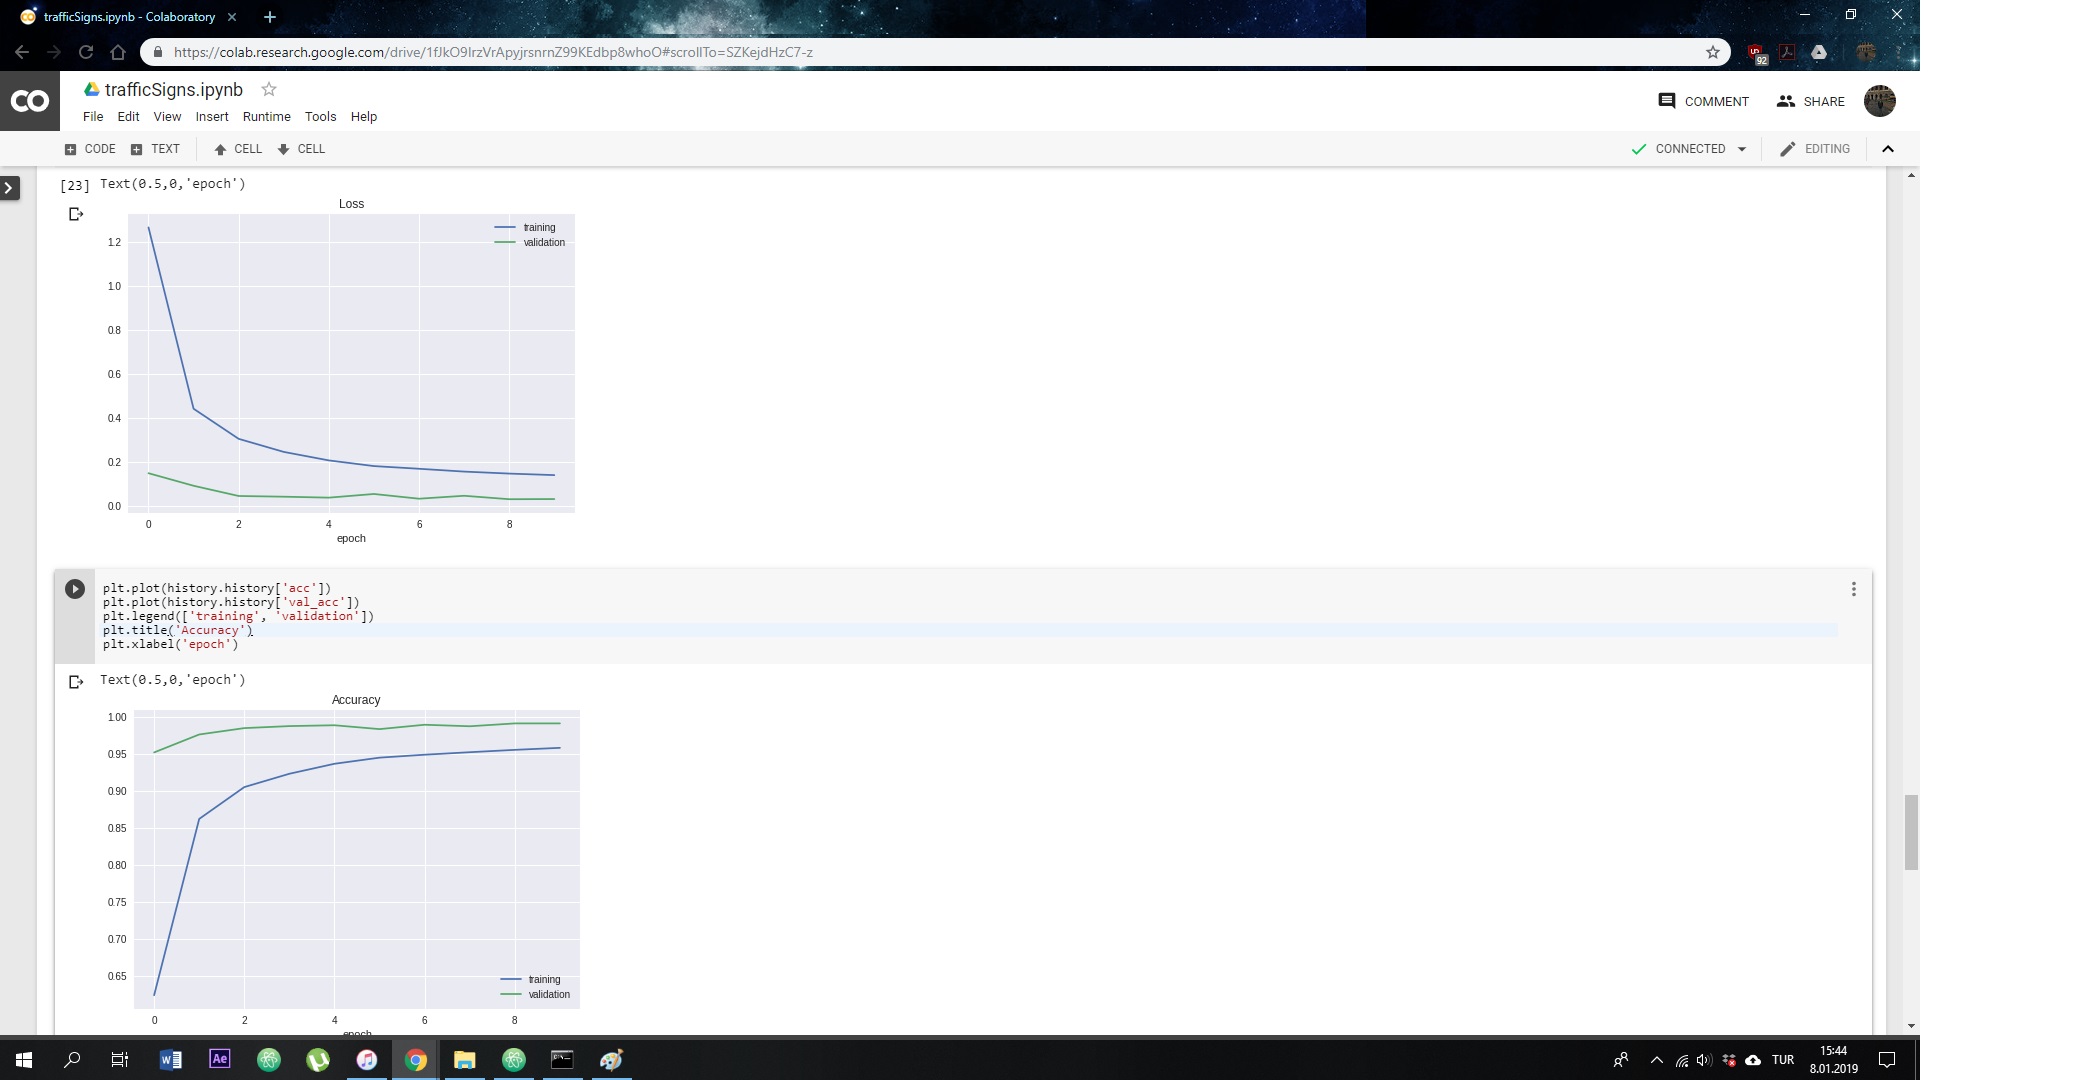 trafficSigns.ipynb - Colaboratory
https://colab.research.google.com/drive/1fJkO9IrzVrApyjrsnrnZ99KEdbp8whoO#scrollTo=SZKejdHzC7-z
92
CO
trafficSigns.ipynb
COMMENT
SHARE
File Edit View Insert Runtime Tools Help
CODE TEXT CELL CELL
CONNECTED
EDITING
[23] Text(0.5,0,'epoch')
Loss
training
validation
1.2
1.0
0.8
0.6
0.4
0.2
0.0
0 2 4 6 8
epoch
plt.plot(history.history['acc'])
plt.plot(history.history['val_acc'])
plt.legend(['training', 'validation'])
plt.title('Accuracy')
plt.xlabel('epoch')
Text(0.5,0,'epoch')
Accuracy
1.00
0.95
0.90
0.85
0.80
0.75
0.70
0.65
training
validation
0 2 4 6 8
epoch
Ae
TUR
15:44
8.01.2019